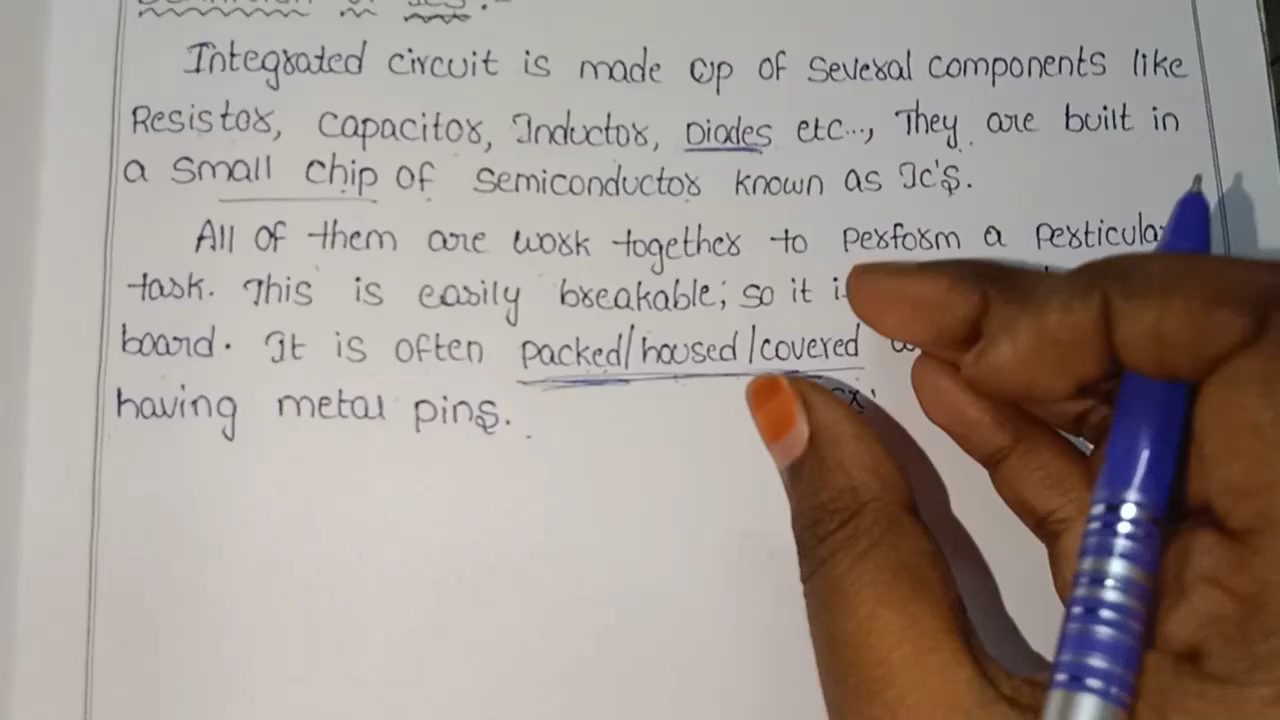 Integrated circuit is made up of several components like
Resistor, capacitor, Inductor, Diodes etc..., They are built in
a small chip of semiconductor known as Ic's.
All of them are work together to perform a perticular
task. This is easily breakable; so it is
board. It is often packed/housed/covered
having metal pins.